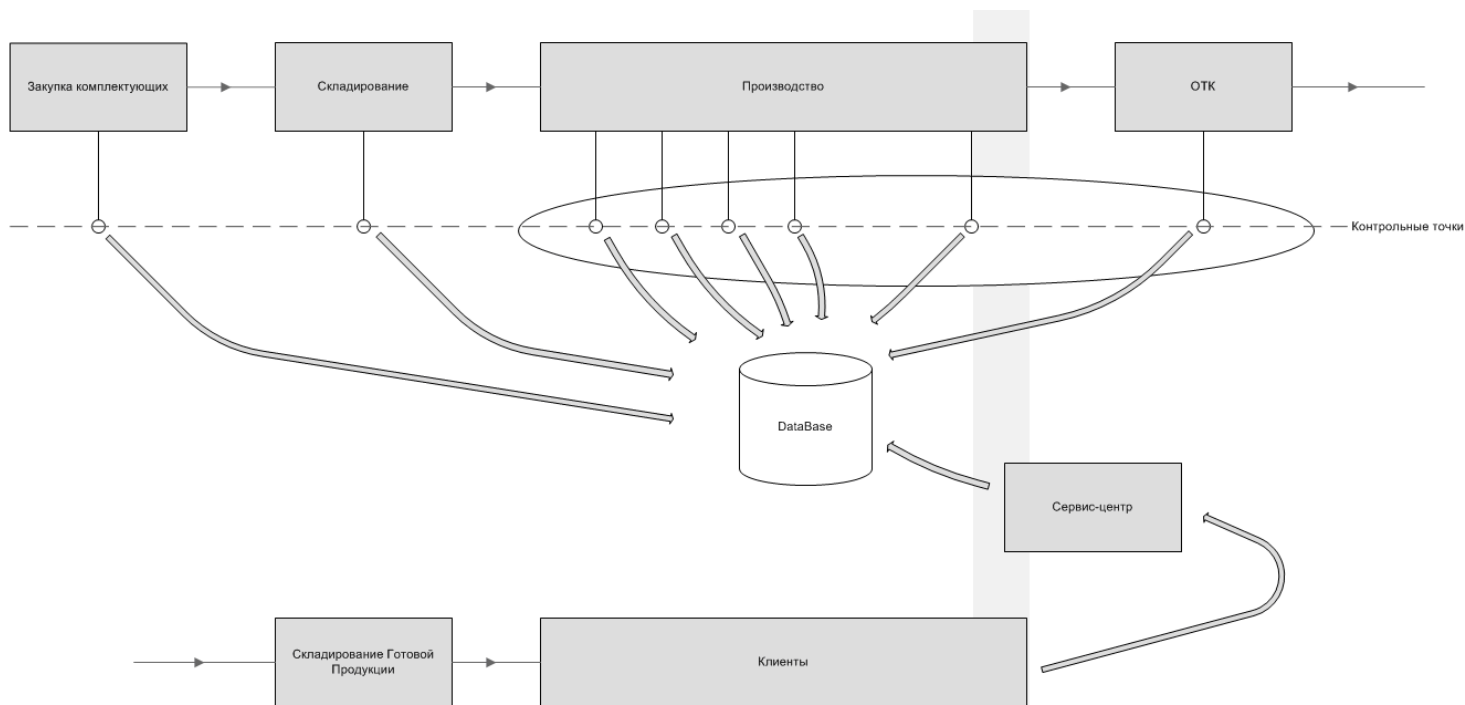 Закупка комплектующих
Складирование
Производство
ОТК
Контрольные точки
DataBase
Сервис-центр
Складирование Готовой
Продукции
Клиенты